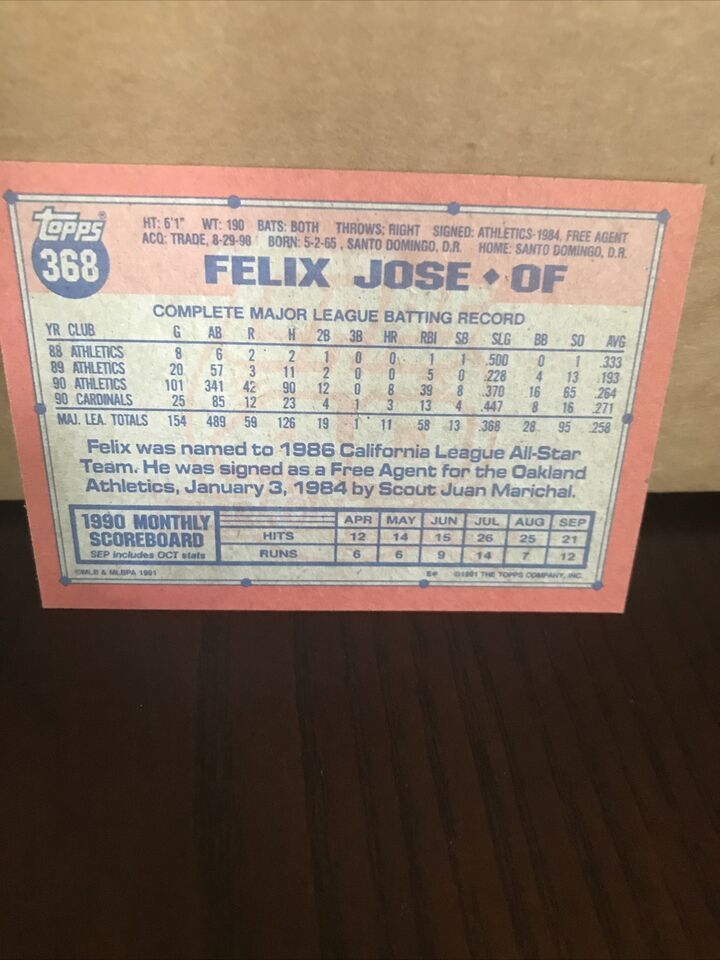 Topps®
368
HT: 6'1" WT: 190 BATS: BOTH THROWS: RIGHT SIGNED: ATHLETICS-1984, FREE AGENT
ACQ: TRADE, 8-29-90 BORN: 5-2-65, SANTO DOMINGO, D.R. HOME: SANTO DOMINGO, D.R.
FELIX JOSE ◆ OF
COMPLETE MAJOR LEAGUE BATTING RECORD
YR CLUB G AB R H 2B 3B HR RBI SB SLG BB SO AVG
88 ATHLETICS 8 6 2 2 1 0 0 1 1 .500 0 1 .333
89 ATHLETICS 20 57 3 11 2 0 0 5 0 .228 4 13 .193
90 ATHLETICS 101 341 42 90 12 0 8 39 8 .370 16 65 .264
90 CARDINALS 25 85 12 23 4 1 3 13 4 .447 8 16 .271
MAJ. LEA. TOTALS 154 489 59 126 19 1 11 58 13 .368 28 95 .258
Felix was named to 1986 California League All-Star
Team. He was signed as a Free Agent for the Oakland
Athletics, January 3, 1984 by Scout Juan Marichal.
1990 MONTHLY
SCOREBOARD
SEP includes OCT stats
APR MAY JUN JUL AUG SEP
HITS 12 14 15 26 25 21
RUNS 6 6 9 14 7 12
©MLB & MLBPA 1991 E* ©1991 THE TOPPS COMPANY, INC.